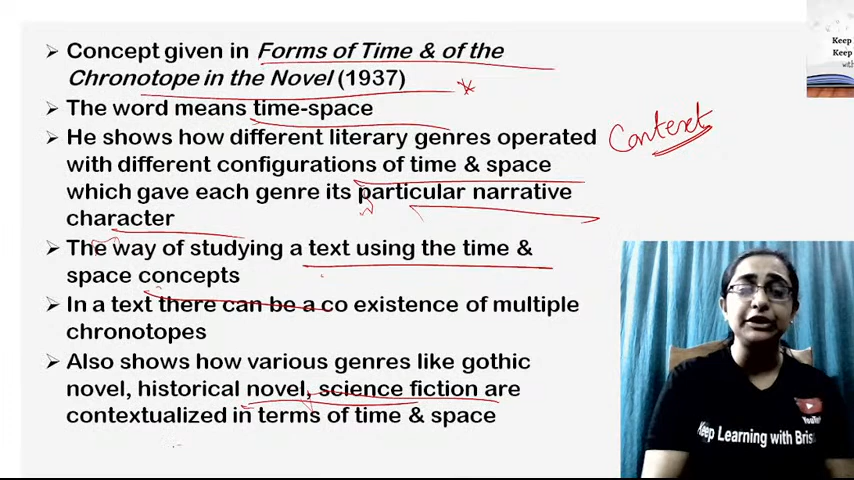 Concept given in Forms of Time & of the
Chronotope in the Novel (1937)
The word means time-space
He shows how different literary genres operated
with different configurations of time & space
which gave each genre its particular narrative
character
The way of studying a text using the time &
space concepts
In a text there can be a co existence of multiple
chronotopes
Also shows how various genres like gothic
novel, historical novel, science fiction are
contextualized in terms of time & space
Context
Keep
Keep
with
YouTube
Keep Learning with Bris